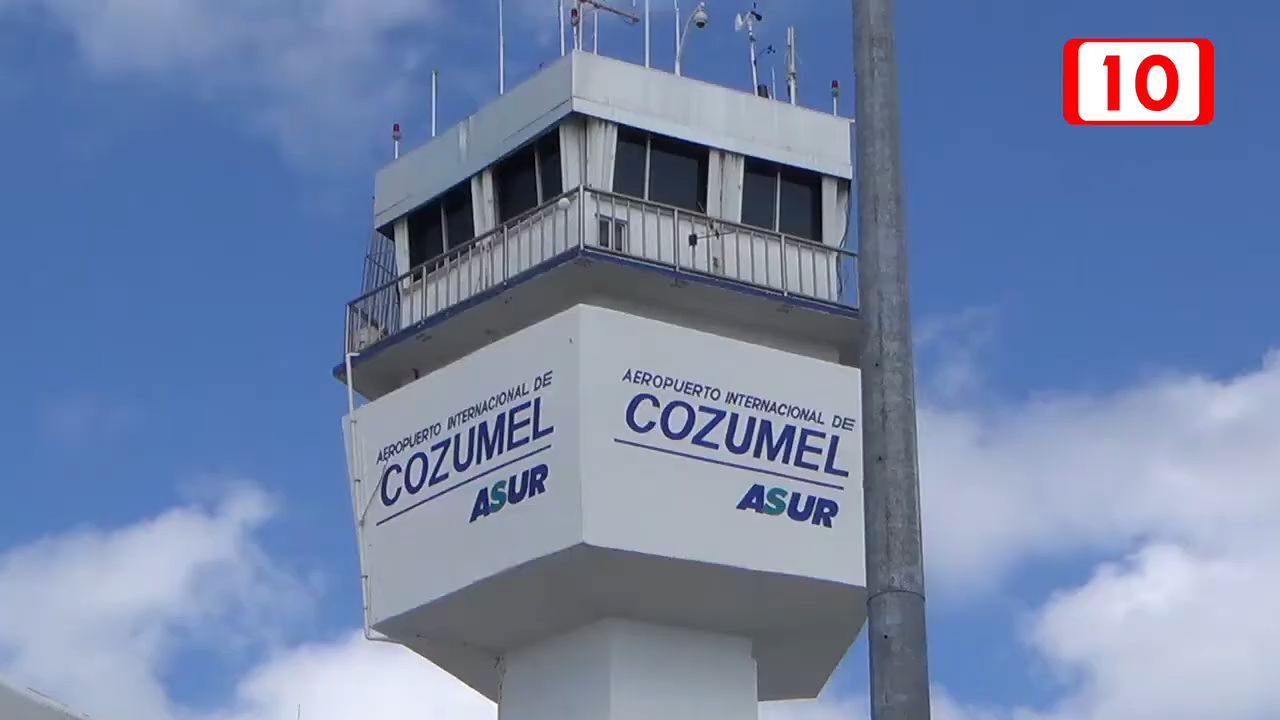 10
AEROPUERTO INTERNACIONAL DE
COZUMEL
ASUR
AEROPUERTO INTERNACIONAL DE
COZUMEL
ASUR